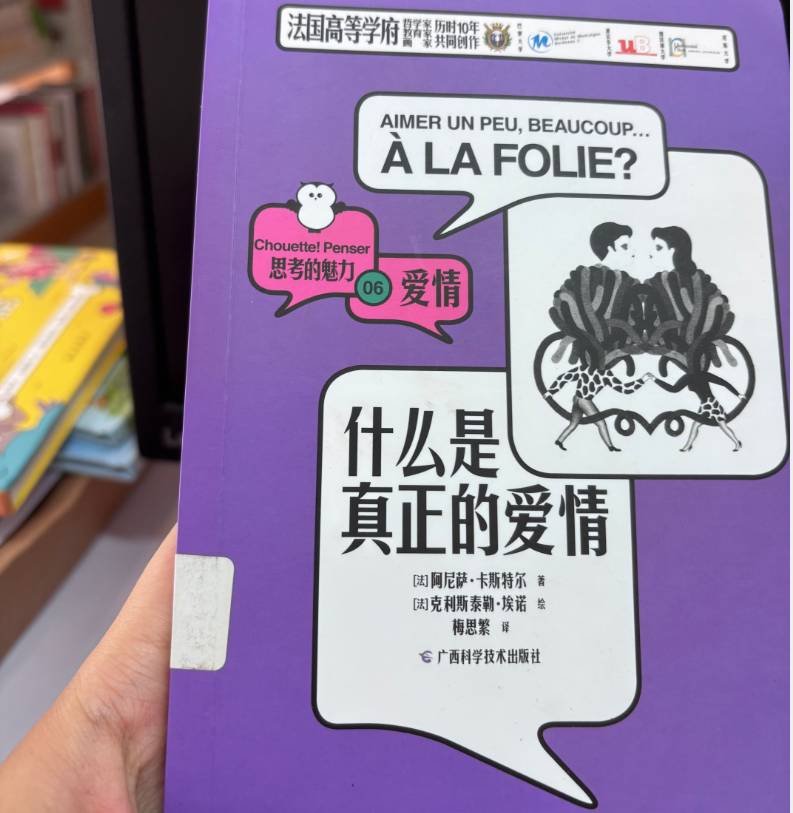 法国高等学府 哲学家 教育家 画家 历时10年 共同创作
AIMER UN PEU, BEAUCOUP...
À LA FOLIE?
Chouette! Penser
思考的魅力
06
爱情
什么是
真正的爱情
[法]阿尼萨·卡斯特尔 著
[法]克利斯泰勒·埃诺 绘
梅思繁 译
广西科学技术出版社